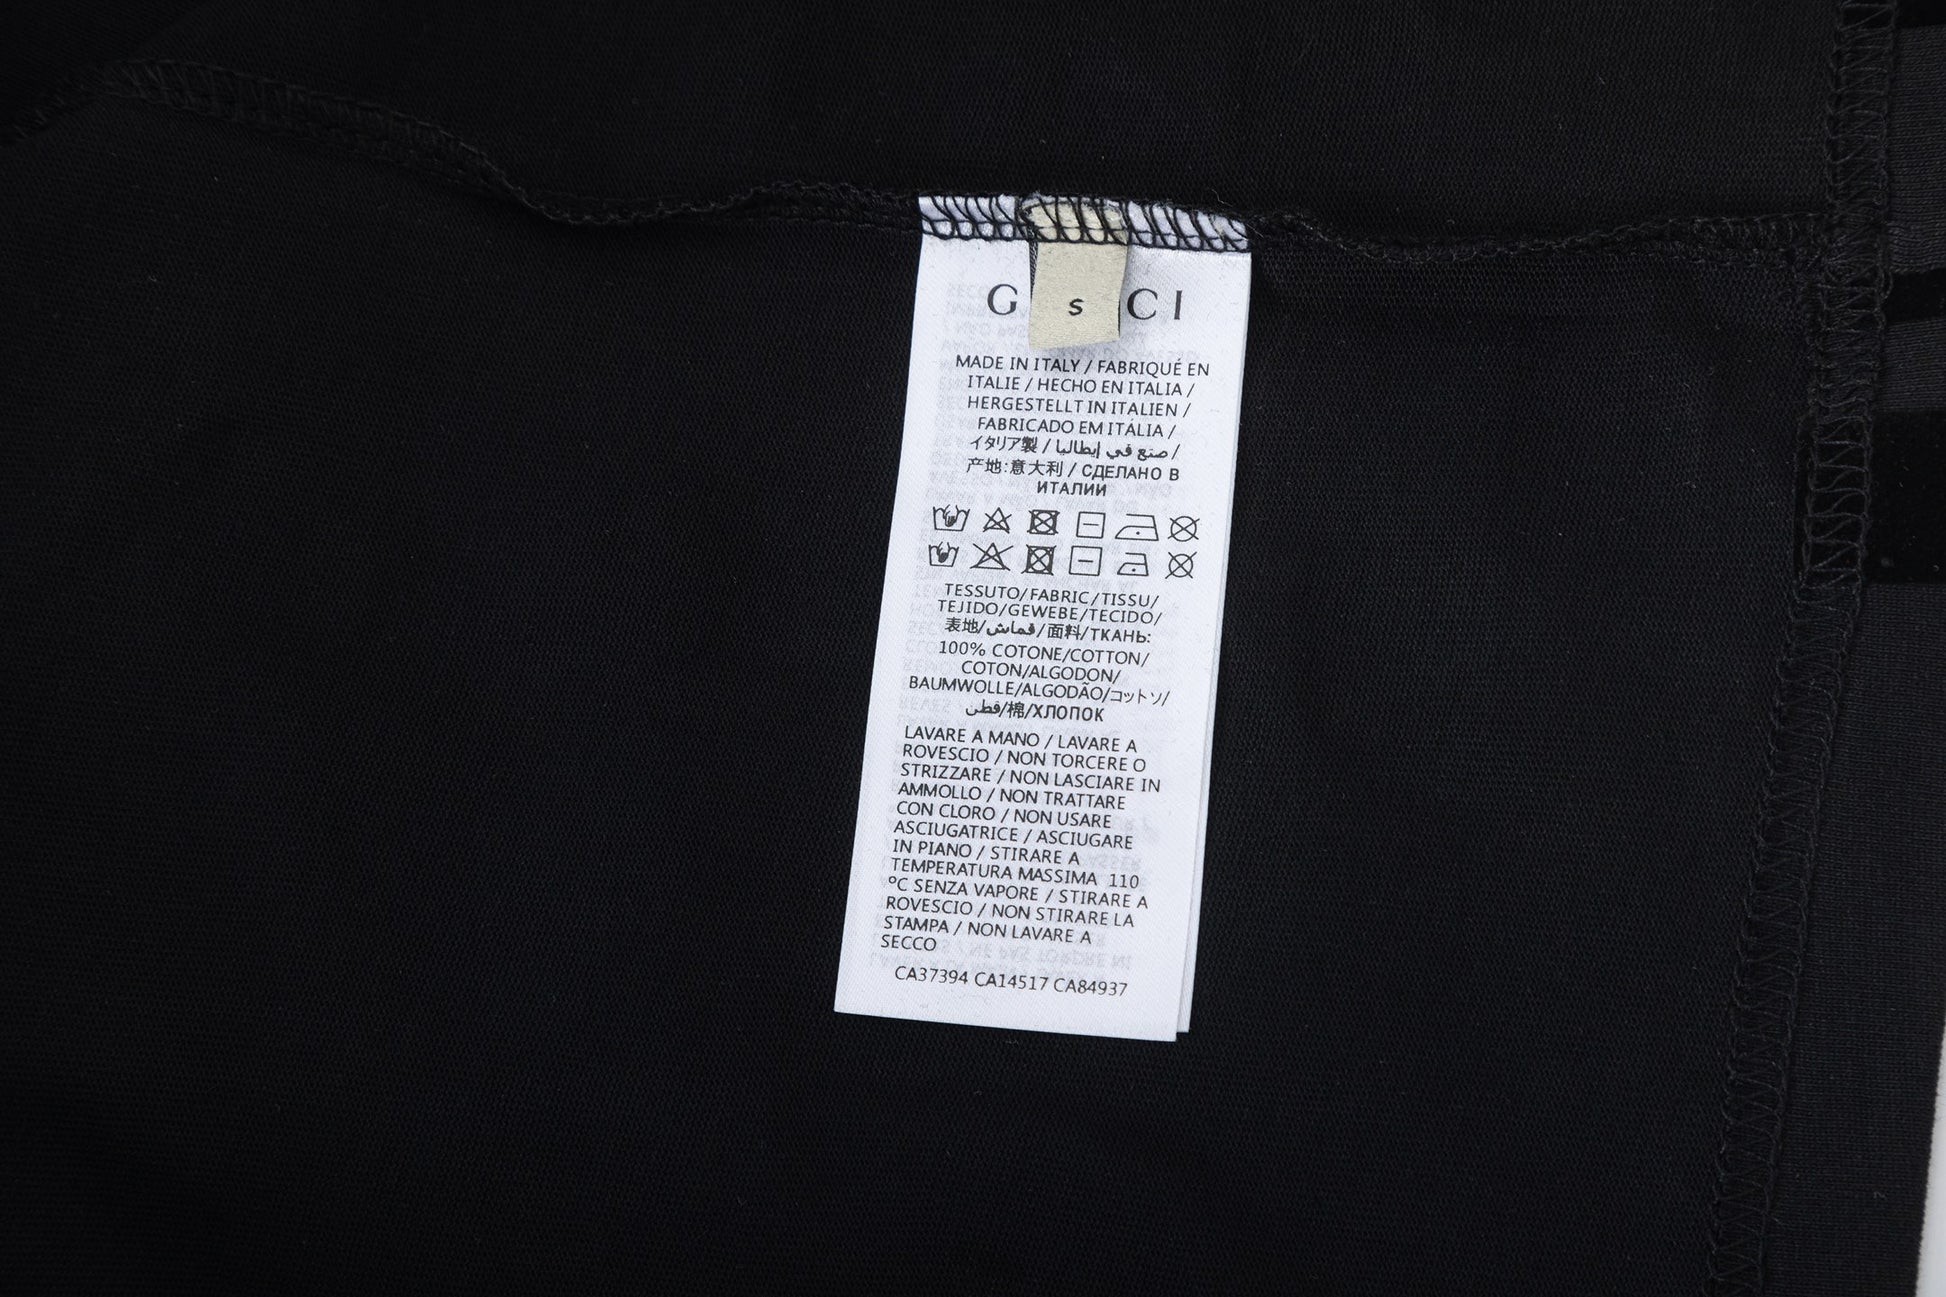 G CI
s
MADE IN ITALY / FABRIQUÉ EN
ITALIE / HECHO EN ITALIA /
HERGESTELLT IN ITALIEN /
FABRICADO EM ITÁLIA /
イタリア製 / صنع في إيطاليا /
产地:意大利 / СДЕЛАНО В
ИТАЛИИ
TESSUTO/FABRIC/TISSU/
TEJIDO/GEWEBE/TECIDO/
表地/قماش/面料/ТКАНЬ:
100% COTONE/COTTON/
COTON/ALGODON/
BAUMWOLLE/ALGODÃO/コットソ/
قطن/棉/ХЛОПОК
LAVARE A MANO / LAVARE A
ROVESCIO / NON TORCERE O
STRIZZARE / NON LASCIARE IN
AMMOLLO / NON TRATTARE
CON CLORO / NON USARE
ASCIUGATRICE / ASCIUGARE
IN PIANO / STIRARE A
TEMPERATURA MASSIMA 110
ºC SENZA VAPORE / STIRARE A
ROVESCIO / NON STIRARE LA
STAMPA / NON LAVARE A
SECCO
CA37394 CA14517 CA84937